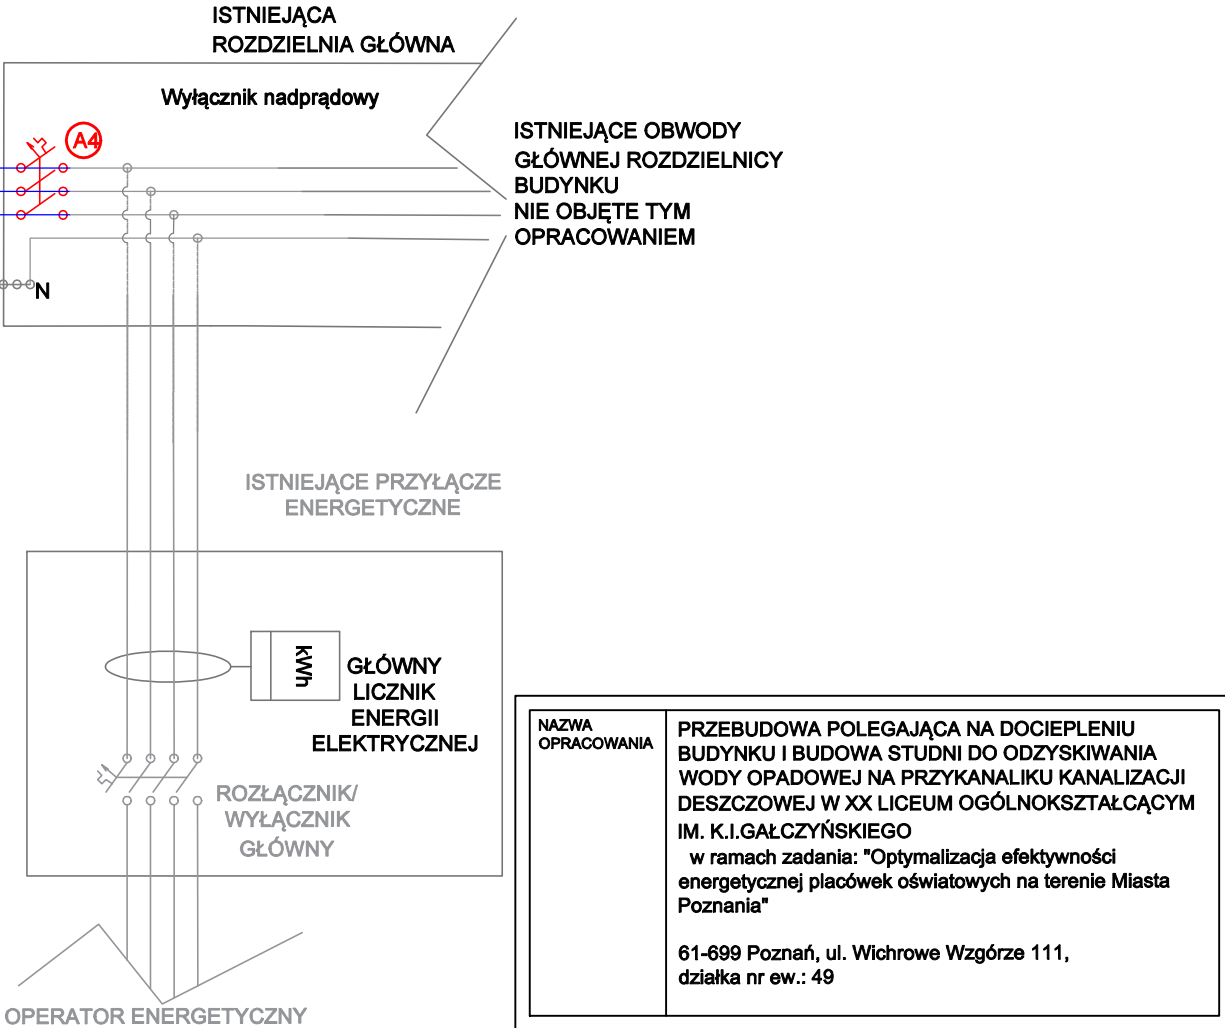 ISTNIEJĄCA
ROZDZIELNIA GŁÓWNA
Wyłącznik nadprądowy
A4
ISTNIEJĄCE OBWODY
GŁÓWNEJ ROZDZIELNICY
BUDYNKU
NIE OBJĘTE TYM
OPRACOWANIEM
N
ISTNIEJĄCE PRZYŁĄCZE
ENERGETYCZNE
kWh
GŁÓWNY
LICZNIK
ENERGII
ELEKTRYCZNEJ
ROZŁĄCZNIK/
WYŁĄCZNIK
GŁÓWNY
OPERATOR ENERGETYCZNY
NAZWA
OPRACOWANIA
PRZEBUDOWA POLEGAJĄCA NA DOCIEPLENIU
BUDYNKU I BUDOWA STUDNI DO ODZYSKIWANIA
WODY OPADOWEJ NA PRZYKANALIKU KANALIZACJI
DESZCZOWEJ W XX LICEUM OGÓLNOKSZTAŁCĄCYM
IM. K.I.GAŁCZYŃSKIEGO
w ramach zadania: "Optymalizacja efektywności
energetycznej placówek oświatowych na terenie Miasta
Poznania"
61-699 Poznań, ul. Wichrowe Wzgórze 111,
działka nr ew.: 49